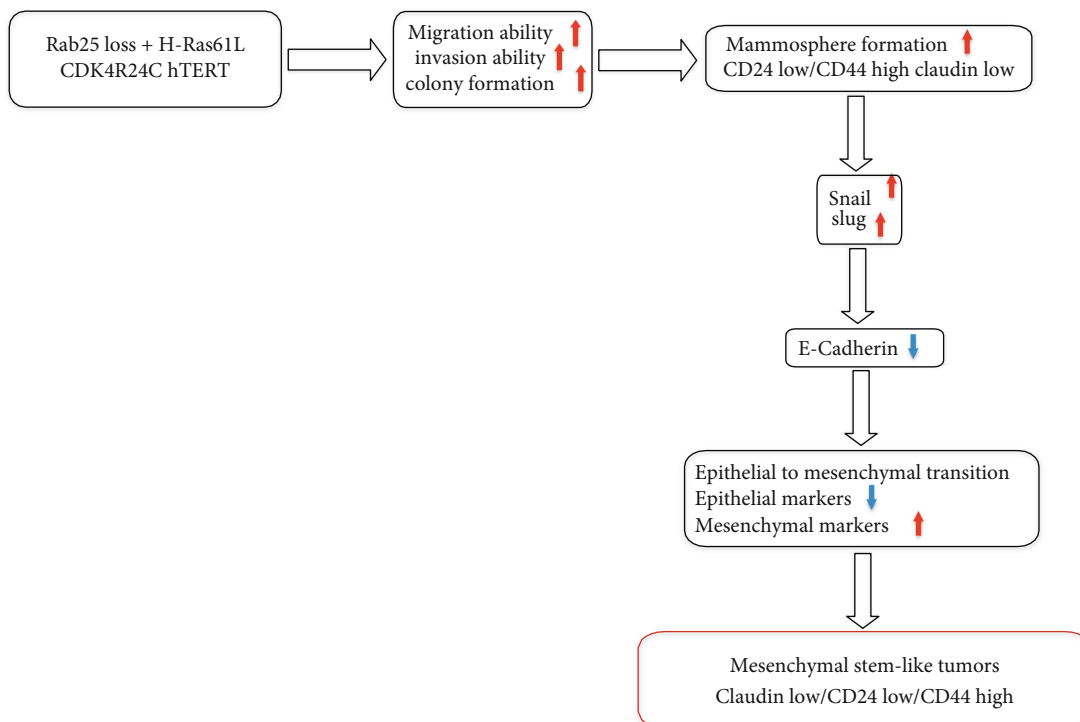 Rab25 loss + H-Ras61L
CDK4R24C hTERT
Migration ability
invasion ability
colony formation
Mammosphere formation
CD24 low/CD44 high claudin low
Snail
slug
E-Cadherin
Epithelial to mesenchymal transition
Epithelial markers
Mesenchymal markers
Mesenchymal stem-like tumors
Claudin low/CD24 low/CD44 high